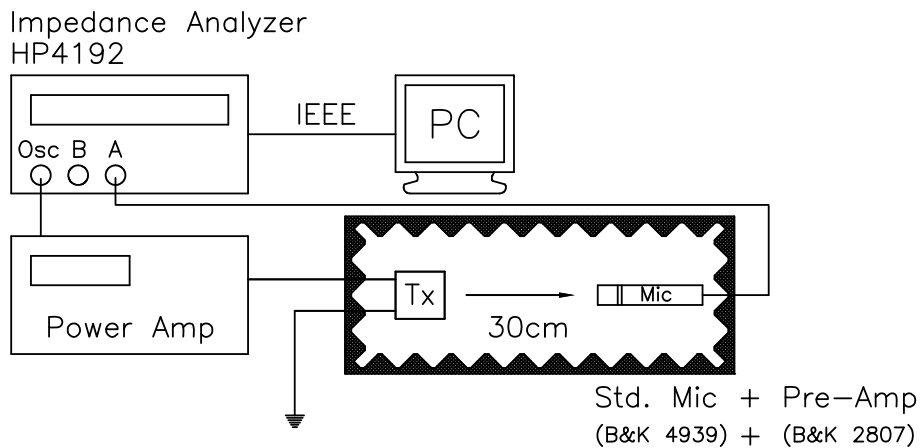 Impedance Analyzer
HP4192
IEEE
PC
Osc B A
Power Amp
Tx
Mic
30cm
Std. Mic + Pre-Amp
(B&K 4939) + (B&K 2807)